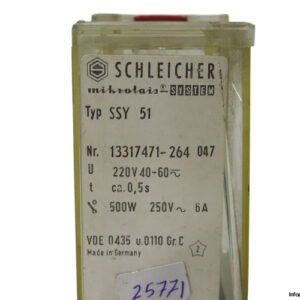 SCHLEICHER
mikrolais® SYSTEM
Typ SSY 51
Nr. 13317471-264 047
U 220V 40-60
t ca. 0,5s
500W 250V~ 6A
VDE 0435 u. 0110 Gr. C 2
Made in Germany
25771